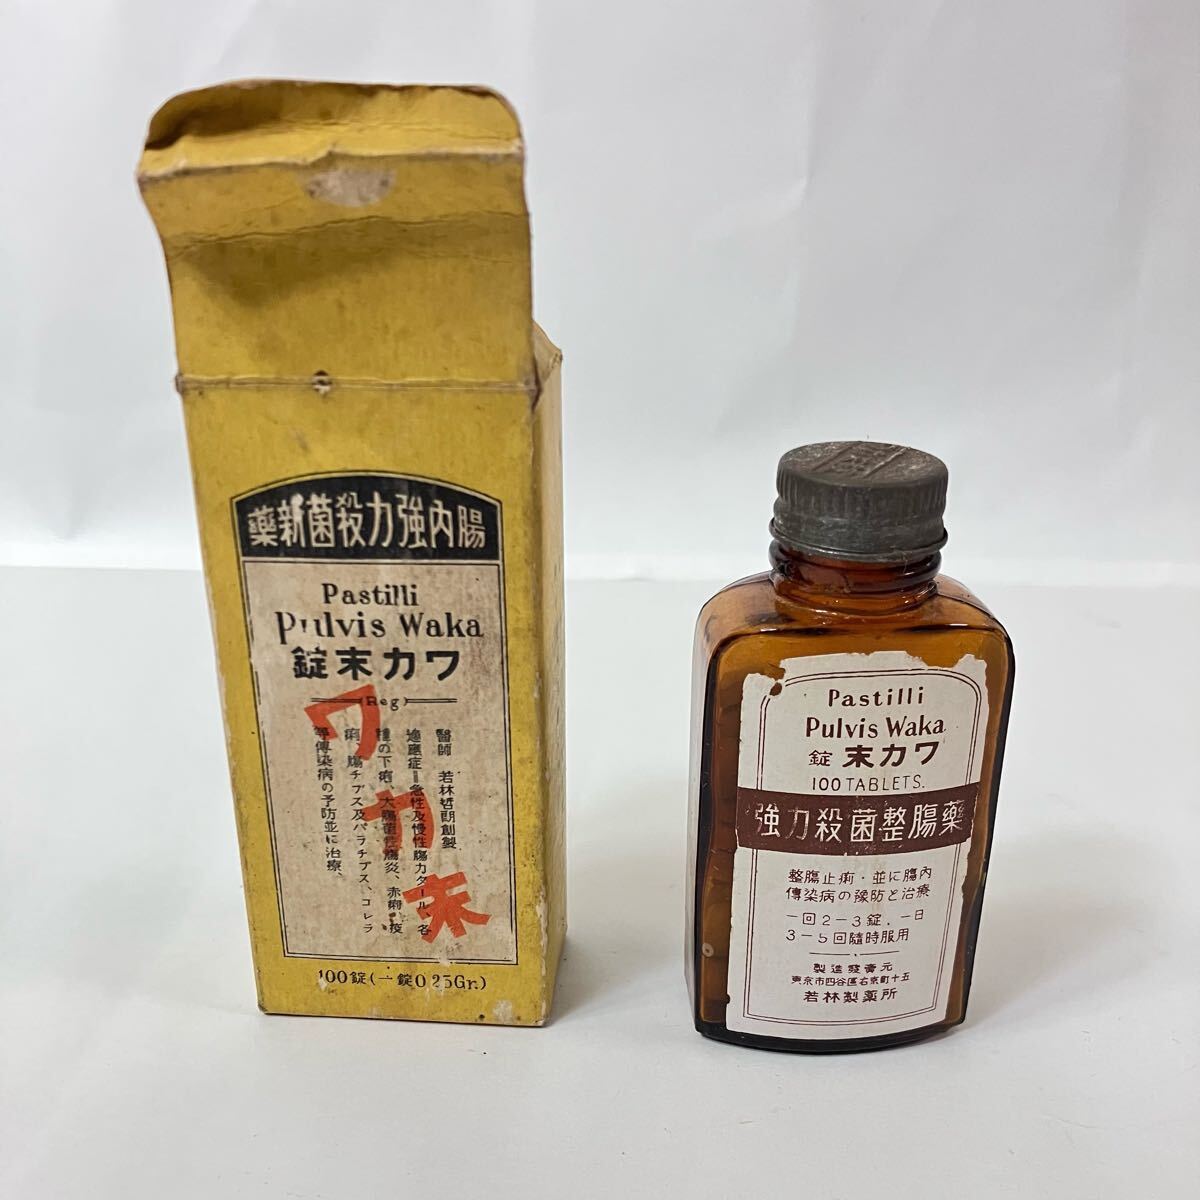 藥新菌殺力強內腸
Pastilli
Pulvis Waka
錠末カワ
(Reg)
ワカ末
醫師 若林哲朗創製
適應症=急性及慢性腸カタール、各
種の下痢、大腸菌性腸炎、赤痢、疫
痢、腸チブス及パラチブス、コレラ
等傳染病の予防並に治療、
100錠(一錠0.25Gr.)
Pastilli
Pulvis Waka
錠 末カワ
100 TABLETS.
強力殺菌整腸藥
整腸止痢・並に腸內
傳染病の豫防と治療
一回2-3錠、一日
3-5回隨時服用
製造發賣元
東京市四谷區右京町十五
若林製藥所